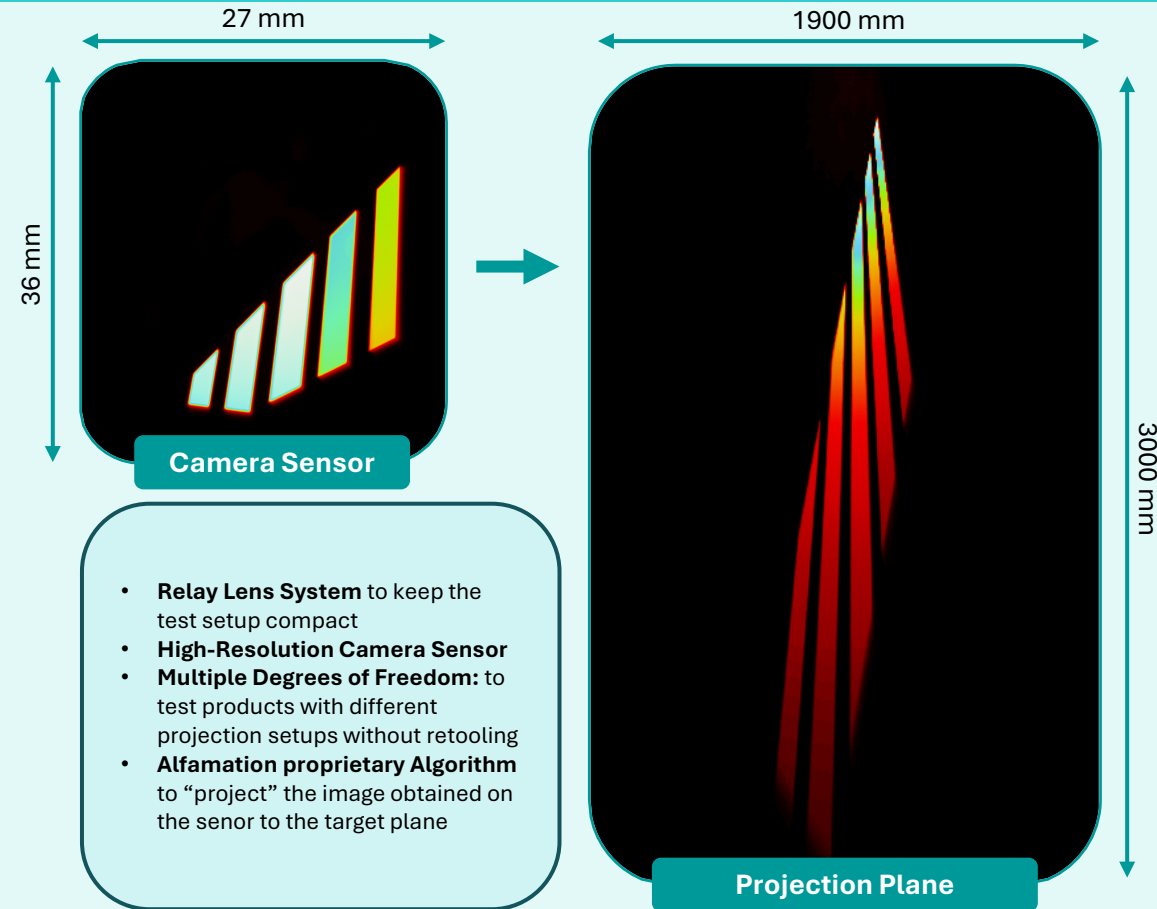 27 mm
1900 mm
36 mm
3000 mm
Camera Sensor
• Relay Lens System to keep the
test setup compact
• High-Resolution Camera Sensor
• Multiple Degrees of Freedom: to
test products with different
projection setups without retooling
• Alfamation proprietary Algorithm
to “project” the image obtained on
the senor to the target plane
Projection Plane